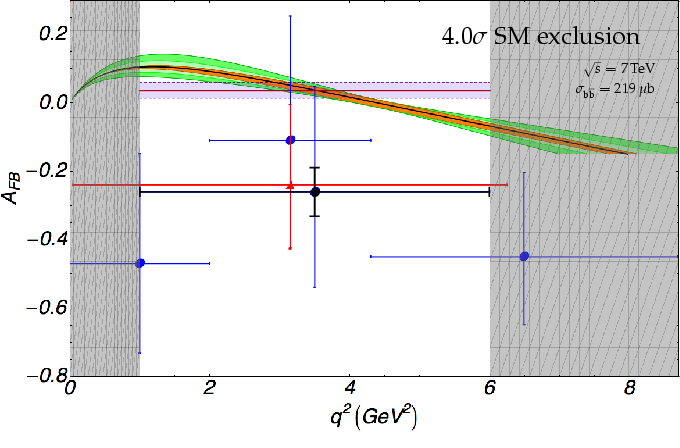 4.0σ SM exclusion
√s = 7 TeV
σbb̄ = 219 μb
0.2
0.0
−0.2
−0.4
−0.6
−0.8
A_FB
0 2 4 6 8
q² (GeV²)